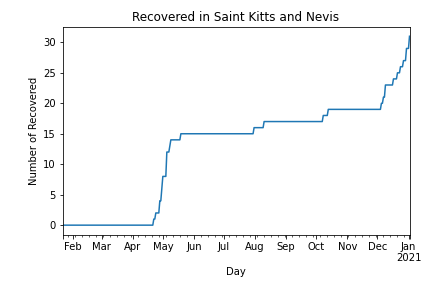 Recovered in Saint Kitts and Nevis
Number of Recovered
30
25
20
15
10
5
0
Feb Mar Apr May Jun Jul Aug Sep Oct Nov Dec Jan
2021
Day